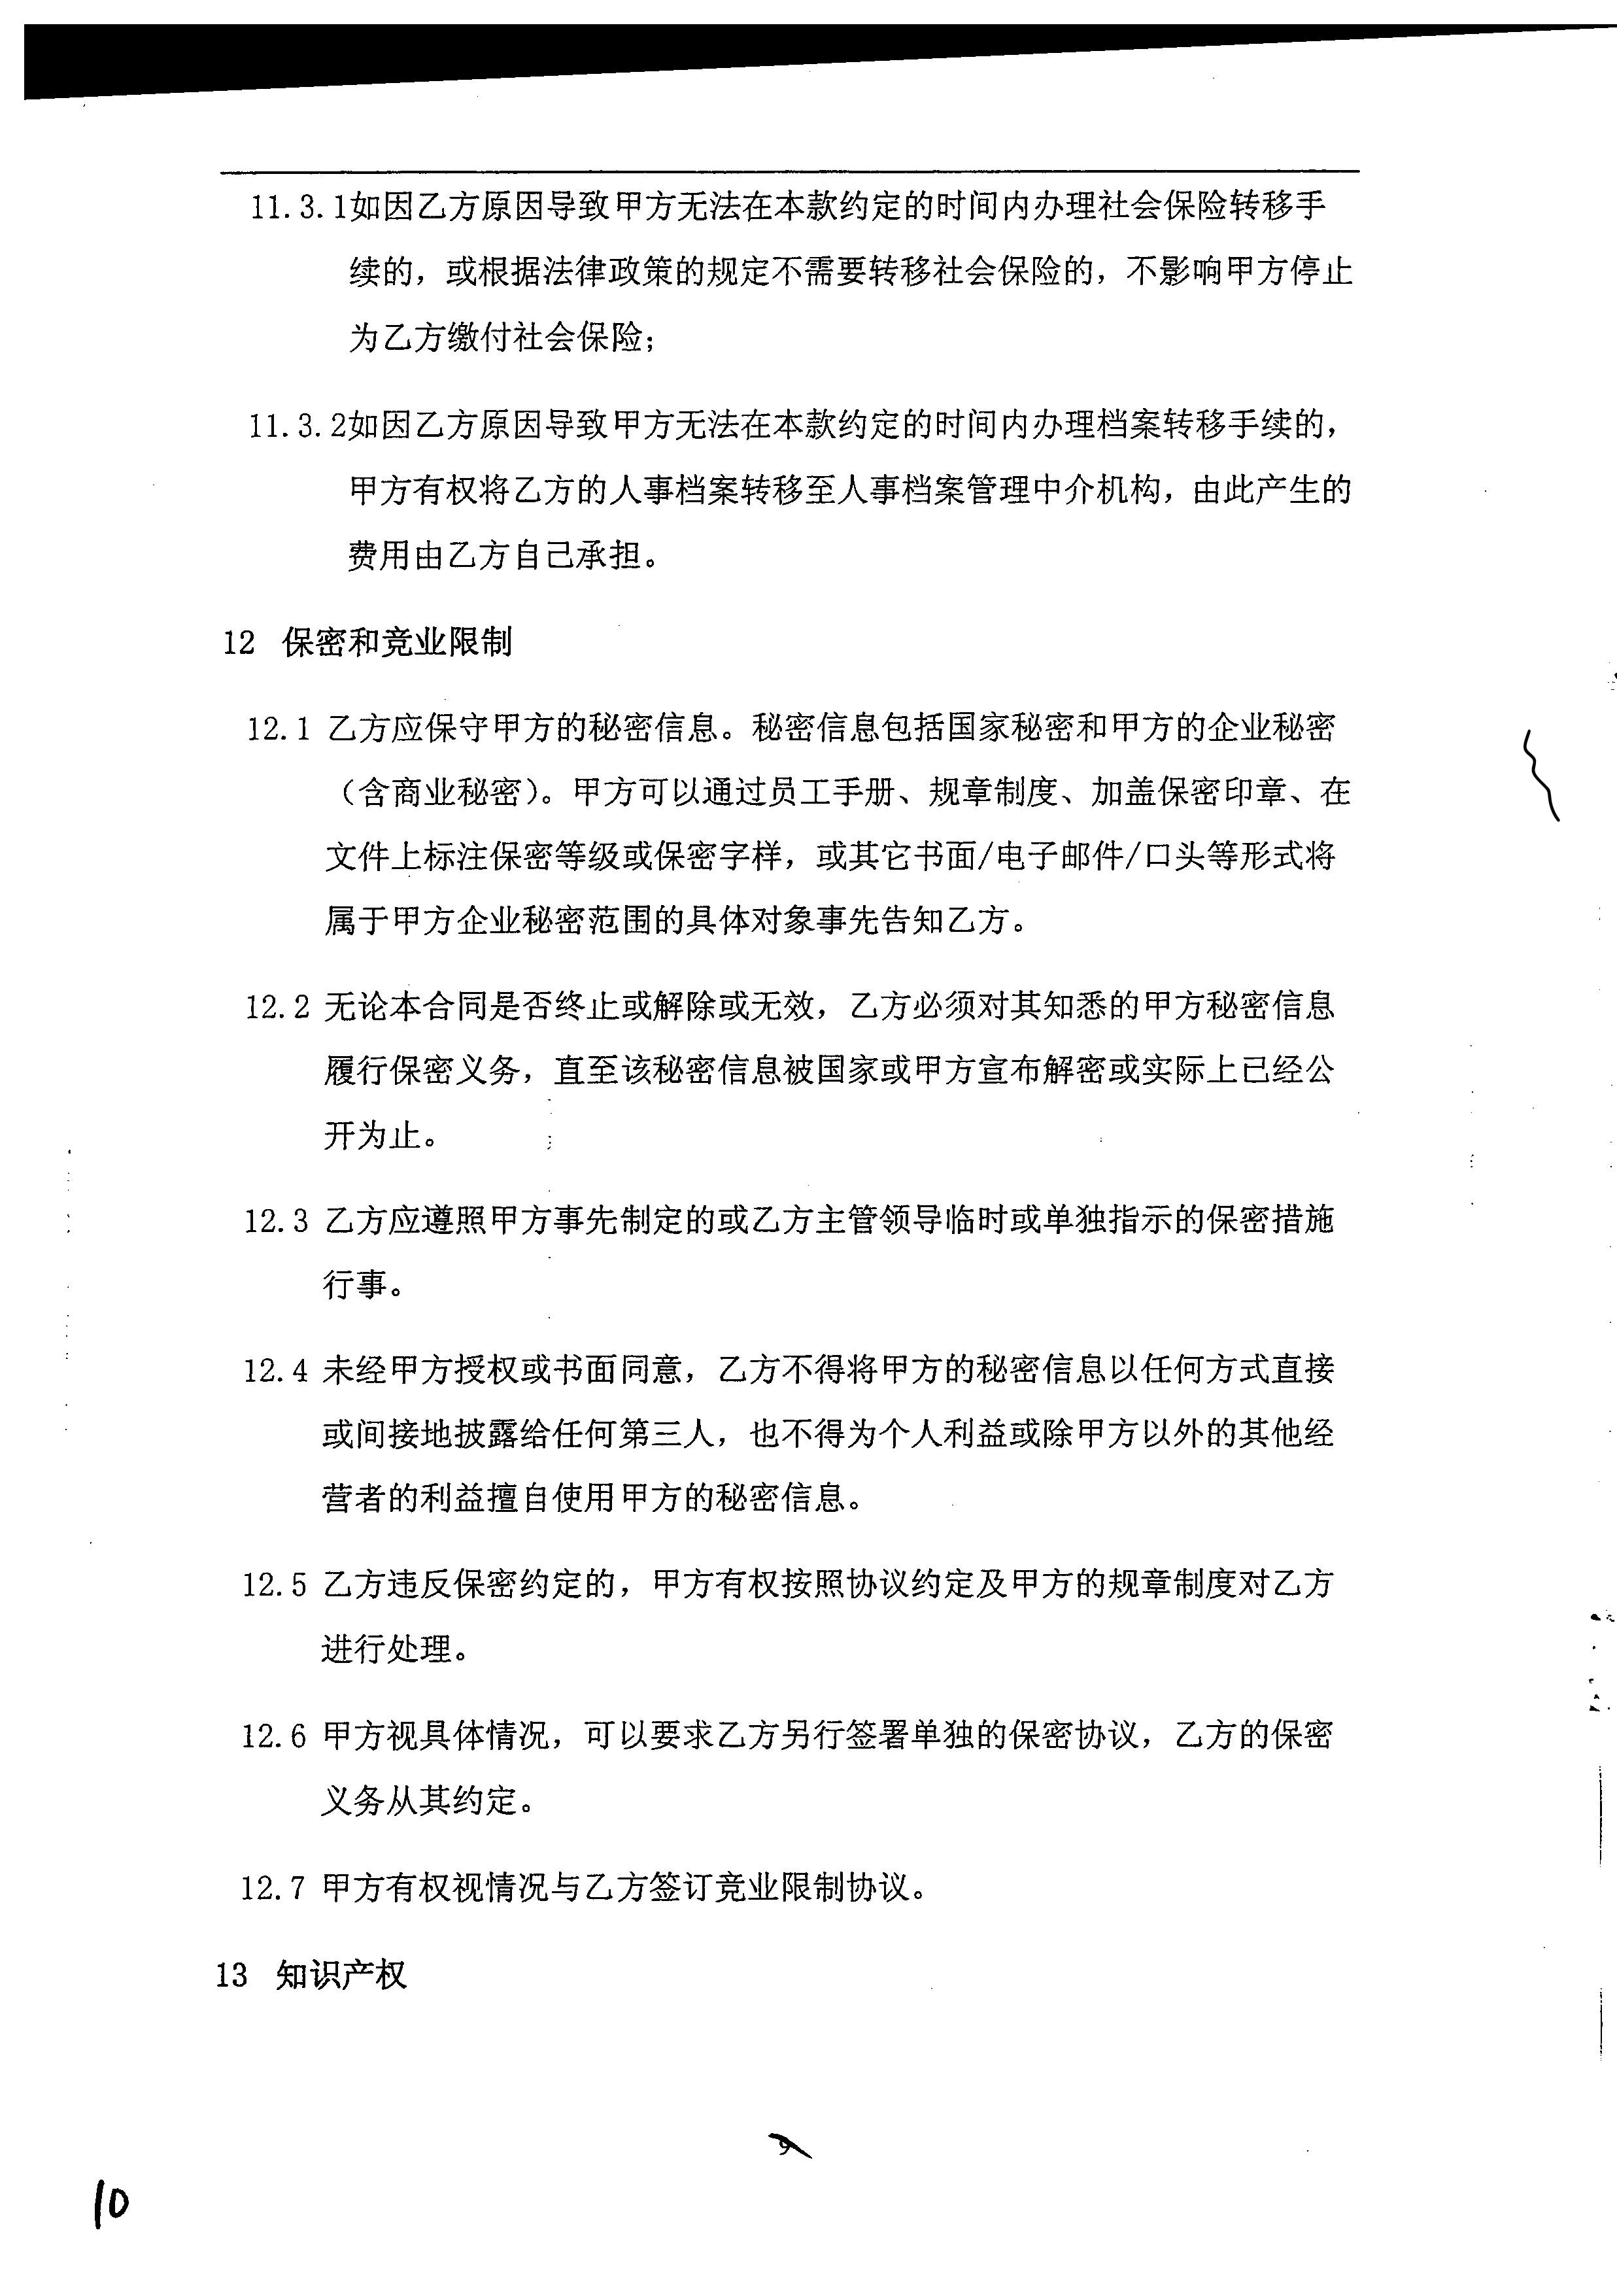 11.3.1如因乙方原因导致甲方无法在本款约定的时间内办理社会保险转移手
续的，或根据法律政策的规定不需要转移社会保险的，不影响甲方停止
为乙方缴付社会保险；
11.3.2如因乙方原因导致甲方无法在本款约定的时间内办理档案转移手续的，
甲方有权将乙方的人事档案转移至人事档案管理中介机构，由此产生的
费用由乙方自己承担。
12 保密和竞业限制
12.1 乙方应保守甲方的秘密信息。秘密信息包括国家秘密和甲方的企业秘密
（含商业秘密）。甲方可以通过员工手册、规章制度、加盖保密印章、在
文件上标注保密等级或保密字样，或其它书面/电子邮件/口头等形式将
属于甲方企业秘密范围的具体对象事先告知乙方。
12.2 无论本合同是否终止或解除或无效，乙方必须对其知悉的甲方秘密信息
履行保密义务，直至该秘密信息被国家或甲方宣布解密或实际上已经公
开为止。
12.3 乙方应遵照甲方事先制定的或乙方主管领导临时或单独指示的保密措施
行事。
12.4 未经甲方授权或书面同意，乙方不得将甲方的秘密信息以任何方式直接
或间接地披露给任何第三人，也不得为个人利益或除甲方以外的其他经
营者的利益擅自使用甲方的秘密信息。
12.5 乙方违反保密约定的，甲方有权按照协议约定及甲方的规章制度对乙方
进行处理。
12.6 甲方视具体情况，可以要求乙方另行签署单独的保密协议，乙方的保密
义务从其约定。
12.7 甲方有权视情况与乙方签订竞业限制协议。
13 知识产权
9
10